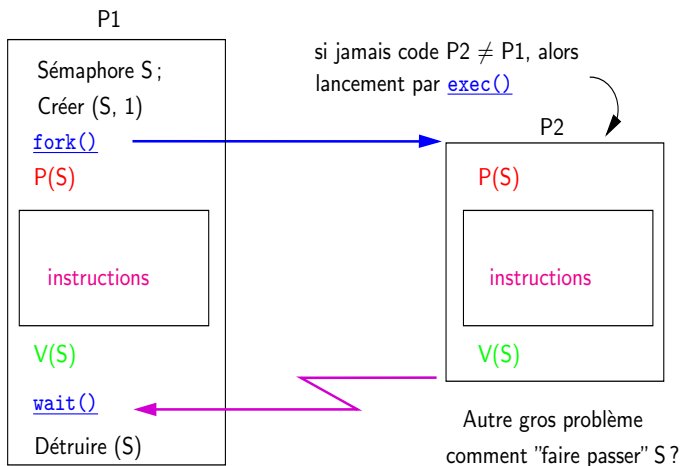 P1
Sémaphore S ;
Créer (S, 1)
fork()
P(S)
instructions
V(S)
wait()
Détruire (S)
si jamais code P2 ≠ P1, alors
lancement par exec()
P2
P(S)
instructions
V(S)
Autre gros problème
comment "faire passer" S ?